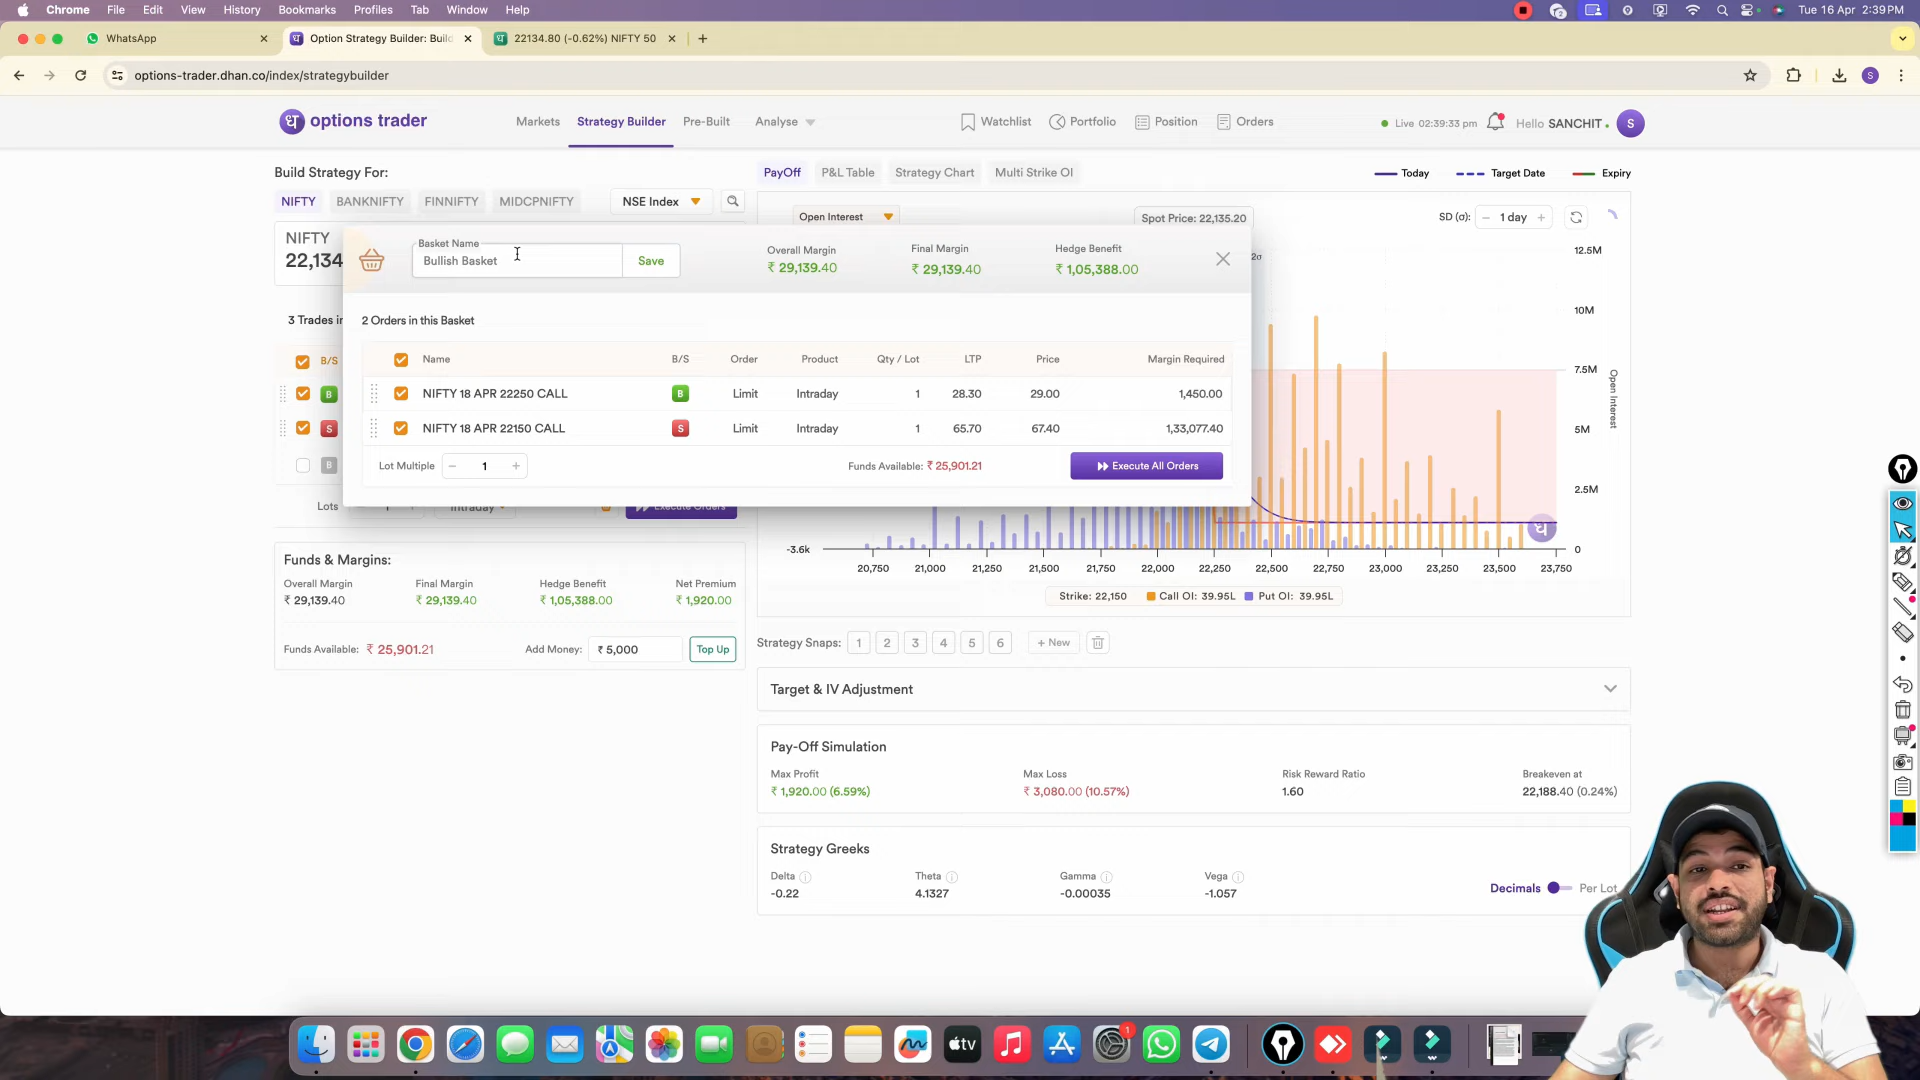 Chrome File Edit View History Bookmarks Profiles Tab Window Help
2 Tue 16 Apr 2:39 PM
WhatsApp
Option Strategy Builder: Buil
22134.80 (-0.62%) NIFTY 50
options-trader.dhan.co/index/strategybuilder
S
ध options trader
Markets Strategy Builder Pre-Built Analyse
Watchlist Portfolio Position Orders
Live 02:39:33 pm Hello SANCHIT S
Build Strategy For:
PayOff P&L Table Strategy Chart Multi Strike OI
Today Target Date Expiry
NIFTY BANKNIFTY FINNIFTY MIDCPNIFTY NSE Index
Open Interest
Spot Price: 22,135.20
SD (σ): − 1 day +
NIFTY
22,134
Basket Name
Bullish Basket Save
Overall Margin Final Margin Hedge Benefit
₹ 29,139.40 ₹ 29,139.40 ₹ 1,05,388.00
2σ
12.5M
10M
7.5M
5M
2.5M
0
Open Interest
3 Trades in
B/S
B
S
B
2 Orders in this Basket
Name B/S Order Product Qty / Lot LTP Price Margin Required
NIFTY 18 APR 22250 CALL B Limit Intraday 1 28.30 29.00 1,450.00
NIFTY 18 APR 22150 CALL S Limit Intraday 1 65.70 67.40 1,33,077.40
Lot Multiple − 1 + Funds Available: ₹ 25,901.21 Execute All Orders
Lots 1 Intraday Execute Orders
-3.6k
20,750 21,000 21,250 21,500 21,750 22,000 22,250 22,500 22,750 23,000 23,250 23,500 23,750
ध
Strike: 22,150 Call OI: 39.95L Put OI: 39.95L
Funds & Margins:
Overall Margin Final Margin Hedge Benefit Net Premium
₹ 29,139.40 ₹ 29,139.40 ₹ 1,05,388.00 ₹ 1,920.00
Funds Available: ₹ 25,901.21 Add Money: ₹ 5,000 Top Up
Strategy Snaps: 1 2 3 4 5 6 + New
Target & IV Adjustment
Pay-Off Simulation
Max Profit Max Loss Risk Reward Ratio Breakeven at
₹ 1,920.00 (6.59%) ₹ 3,080.00 (10.57%) 1.60 22,188.40 (0.24%)
Strategy Greeks
Delta Theta Gamma Vega
-0.22 4.1327 -0.00035 -1.057
Decimals Per Lot
tv
1